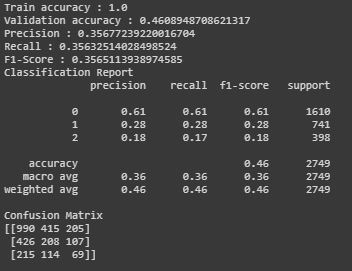 Train accuracy : 1.0
Validation accuracy : 0.4608948708621317
Precision : 0.35677239220016704
Recall : 0.35632514028498524
F1-Score : 0.3565113938974585
Classification Report
precision recall f1-score support
0 0.61 0.61 0.61 1610
1 0.28 0.28 0.28 741
2 0.18 0.17 0.18 398
accuracy 0.46 2749
macro avg 0.36 0.36 0.36 2749
weighted avg 0.46 0.46 0.46 2749
Confusion Matrix
[[990 415 205]
[426 208 107]
[215 114 69]]